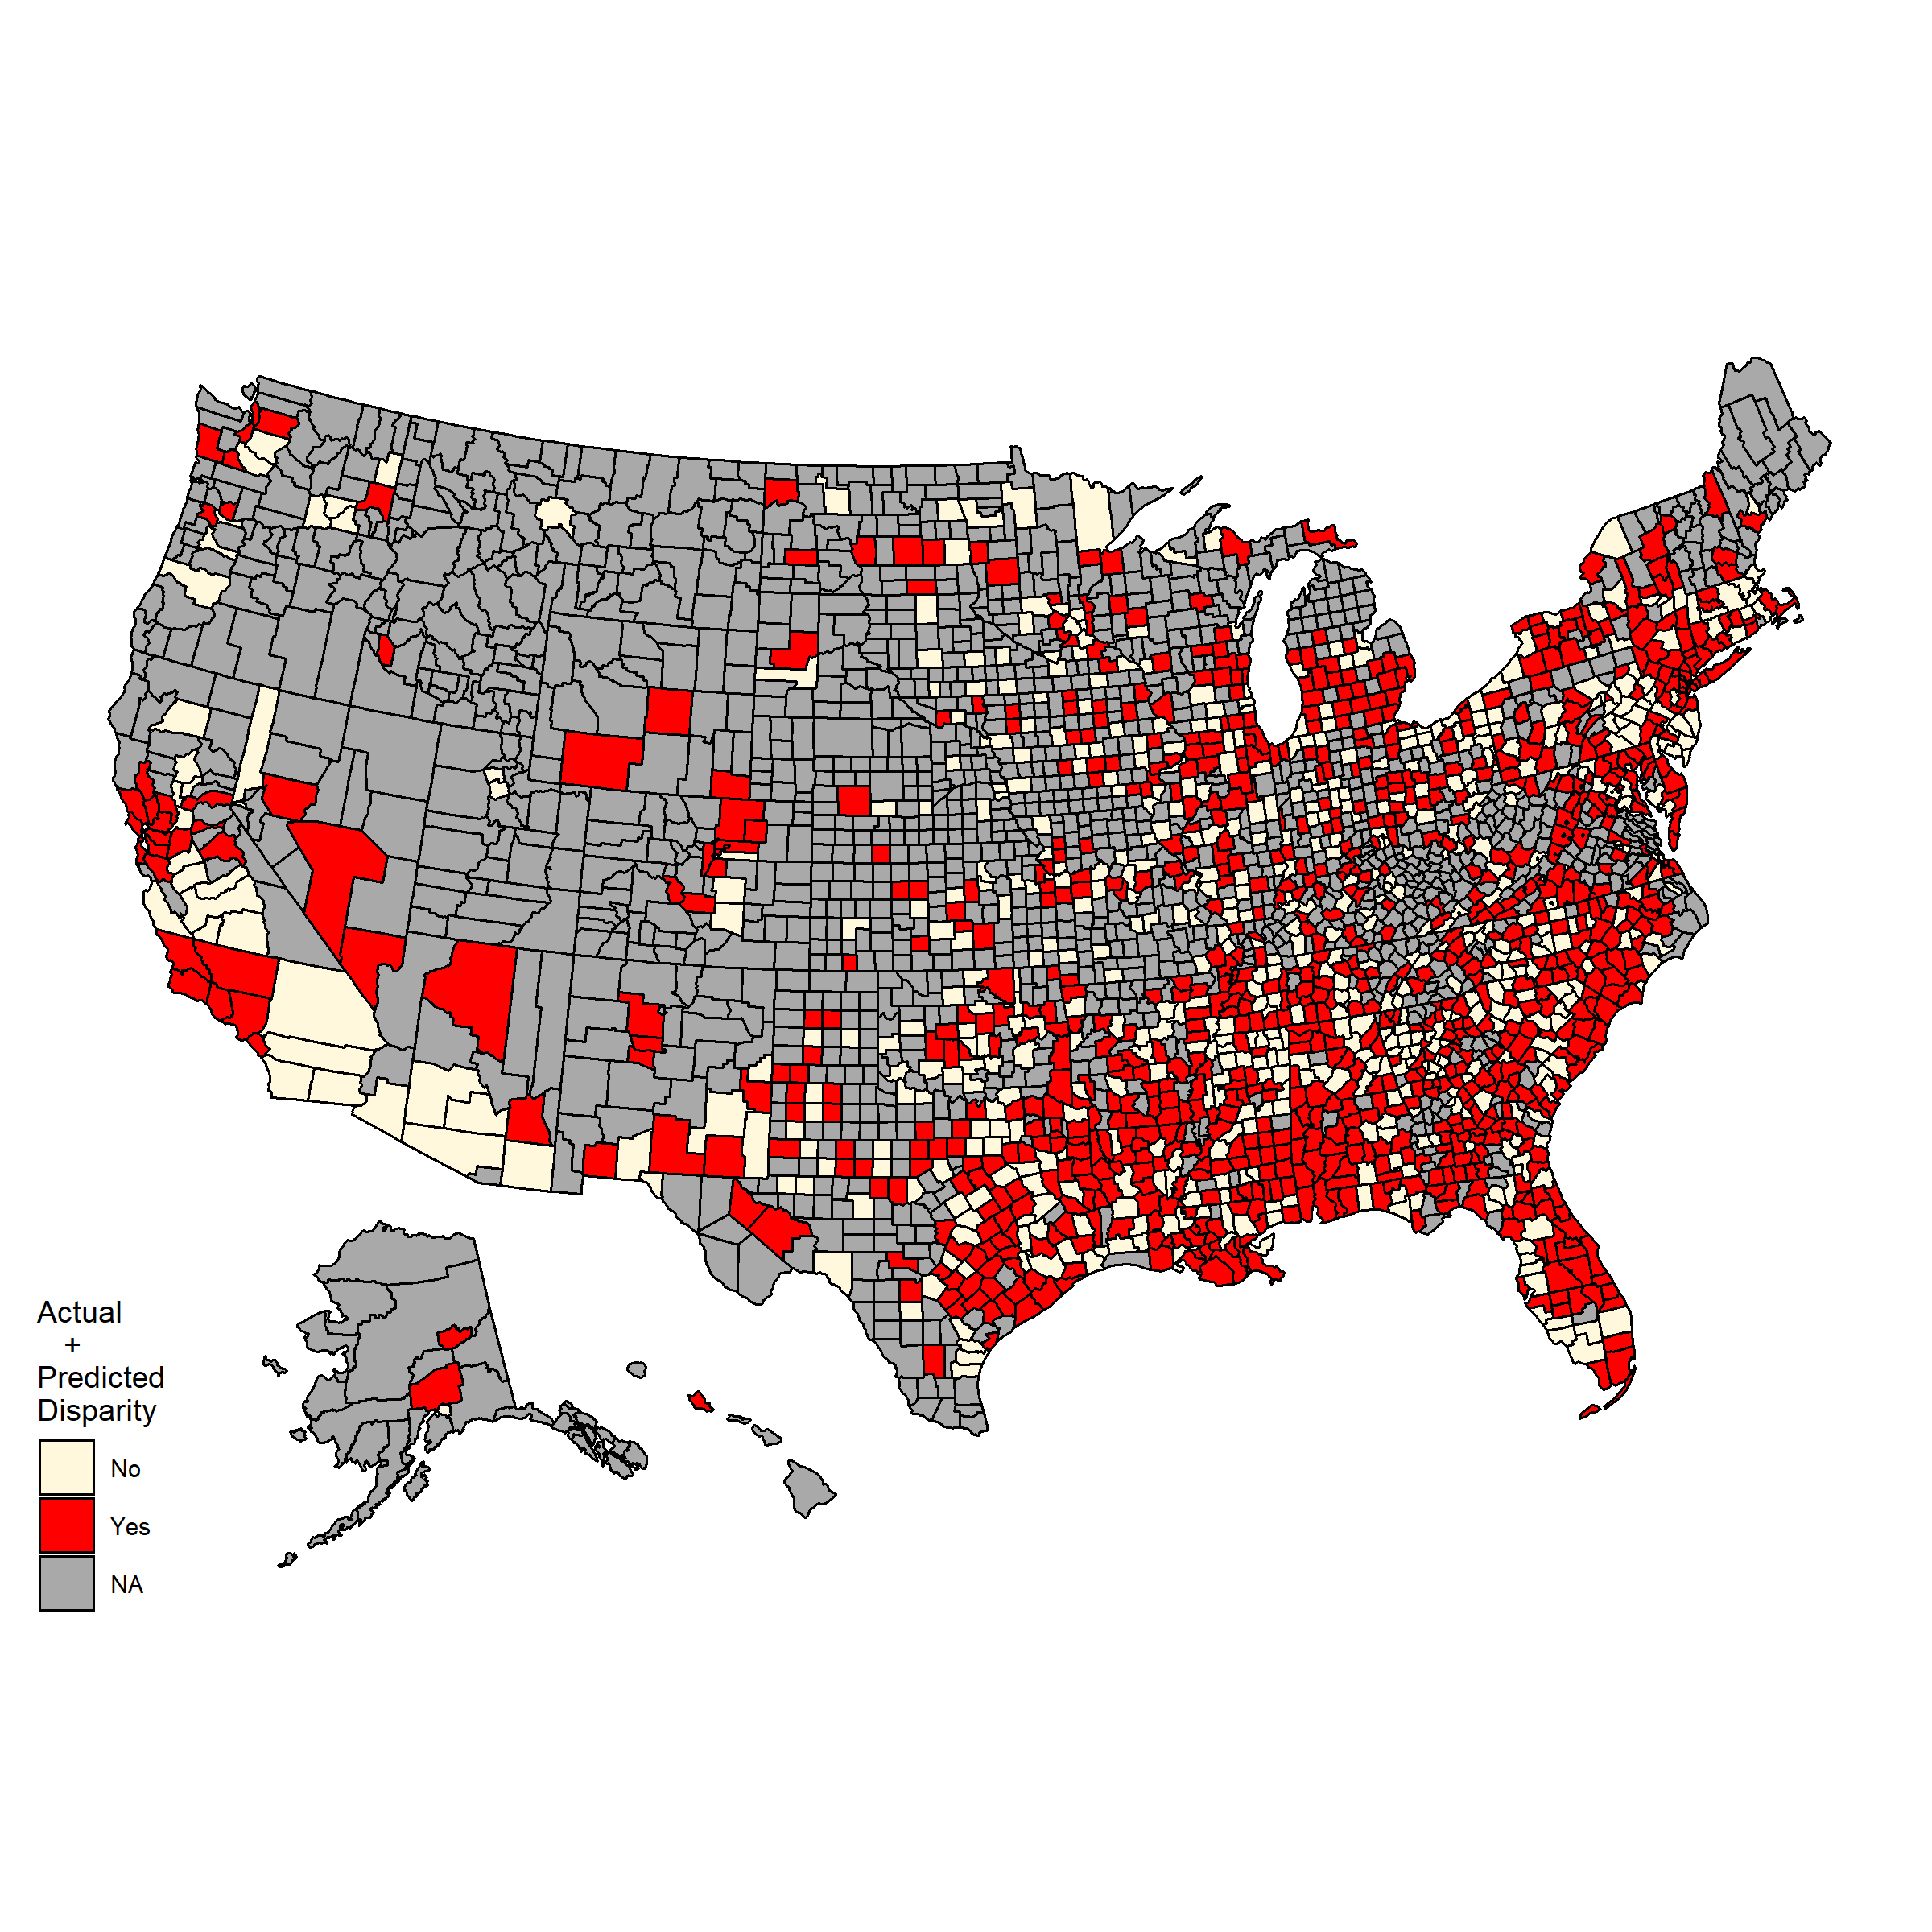 Actual
+
Predicted
Disparity
No
Yes
NA